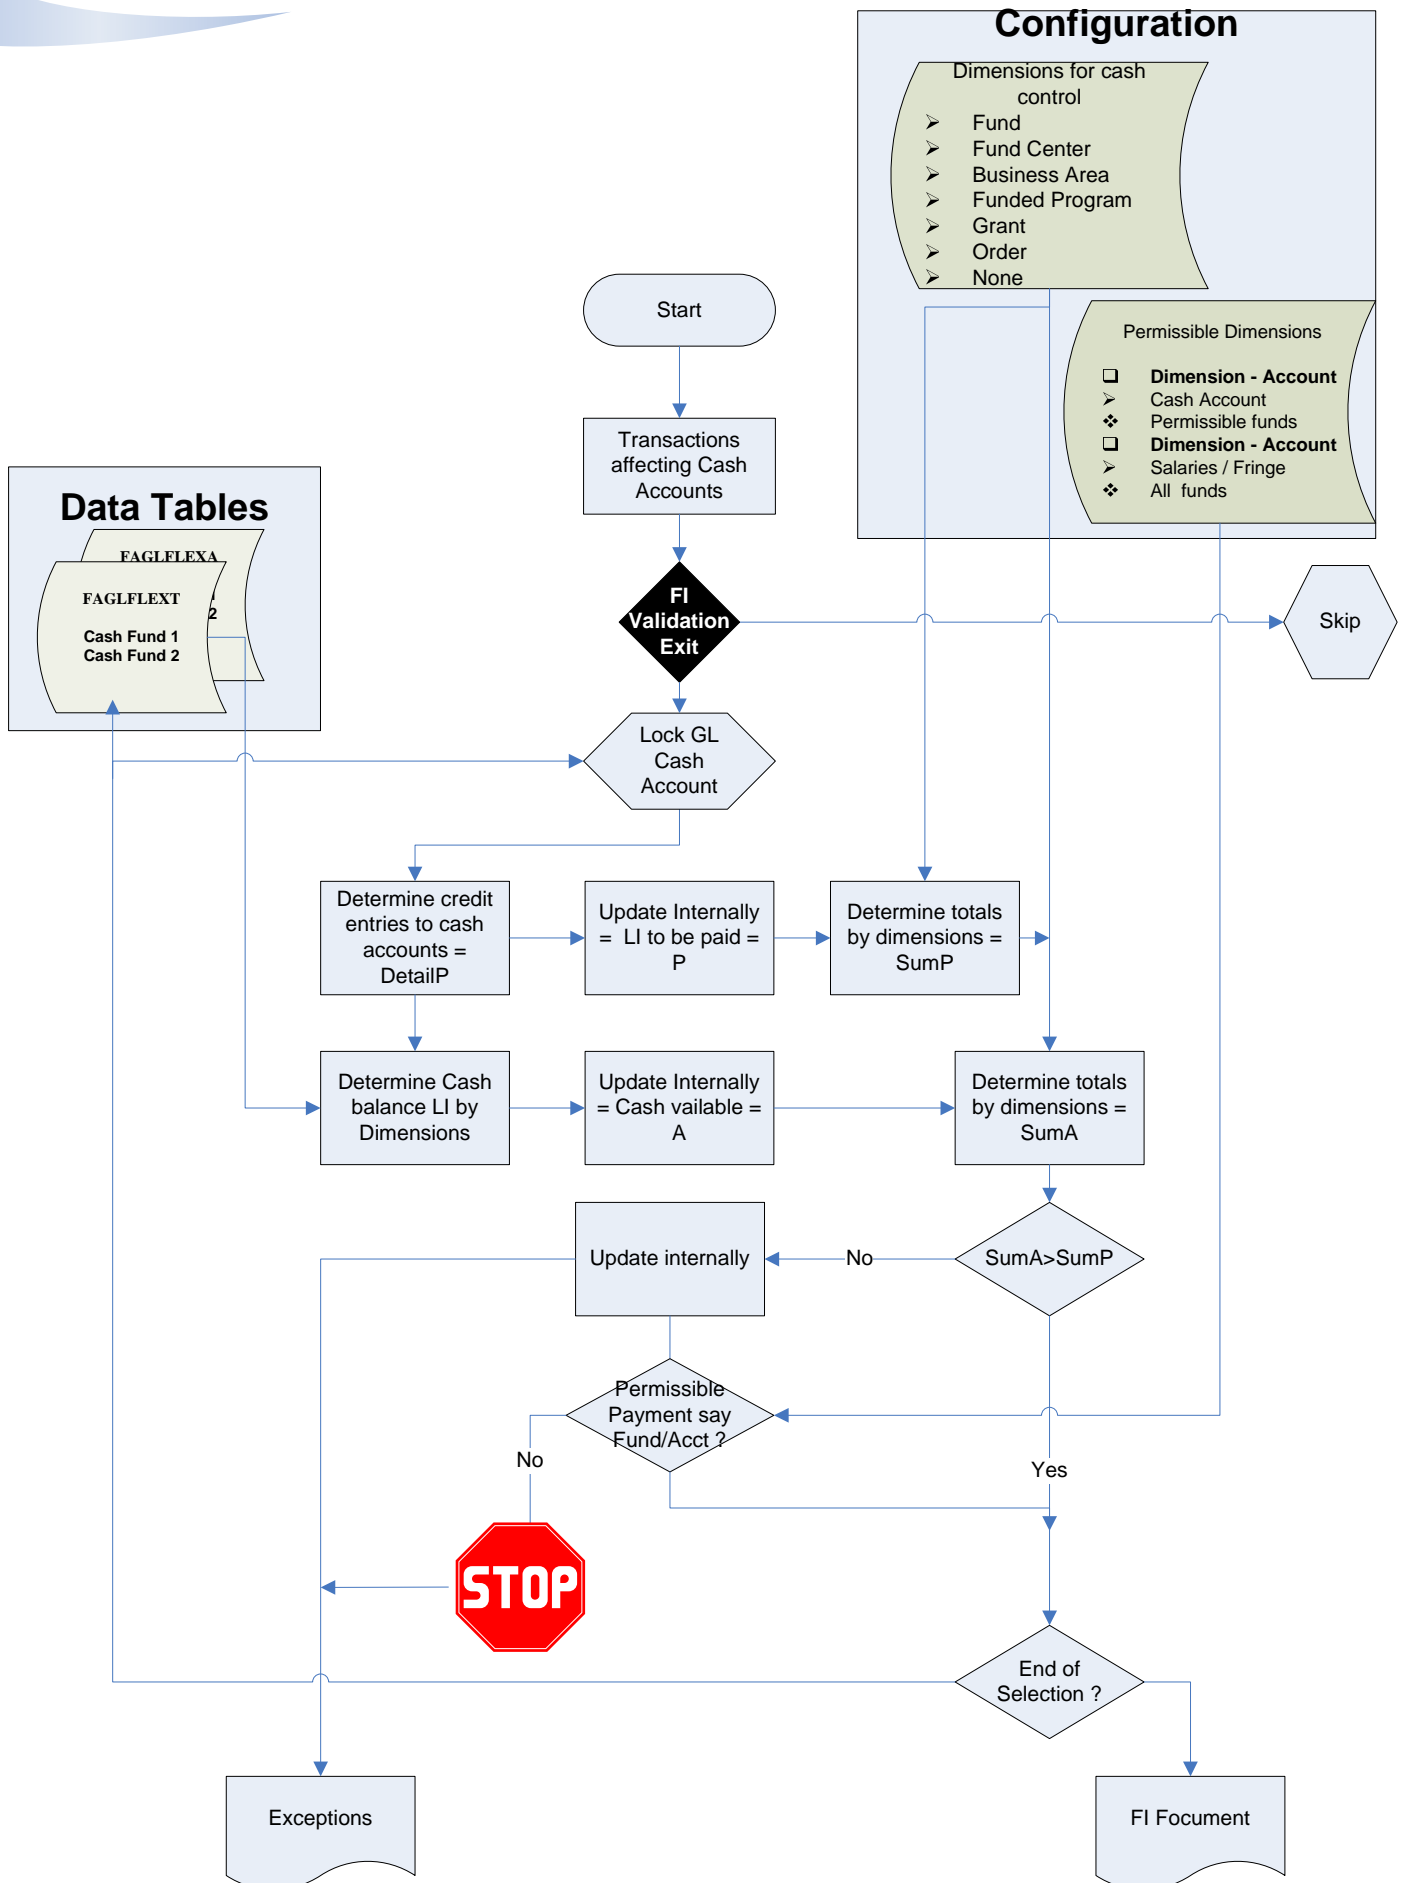 Configuration
Dimensions for cash
control
Fund
Fund Center
Business Area
Funded Program
Grant
Order
None
Permissible Dimensions
Dimension - Account
Cash Account
Permissible funds
Dimension - Account
Salaries / Fringe
All funds
Start
Transactions
affecting Cash
Accounts
Data Tables
FAGLFLEXA
2
FAGLFLEXT
Cash Fund 1
Cash Fund 2
FI
Validation
Exit
Skip
Lock GL
Cash
Account
Determine credit
entries to cash
accounts =
DetailP
Update Internally
= LI to be paid =
P
Determine totals
by dimensions =
SumP
Determine Cash
balance LI by
Dimensions
Update Internally
= Cash vailable =
A
Determine totals
by dimensions =
SumA
Update internally
No
SumA>SumP
Permissible
Payment say
Fund/Acct ?
No
Yes
STOP
End of
Selection ?
Exceptions
FI Focument